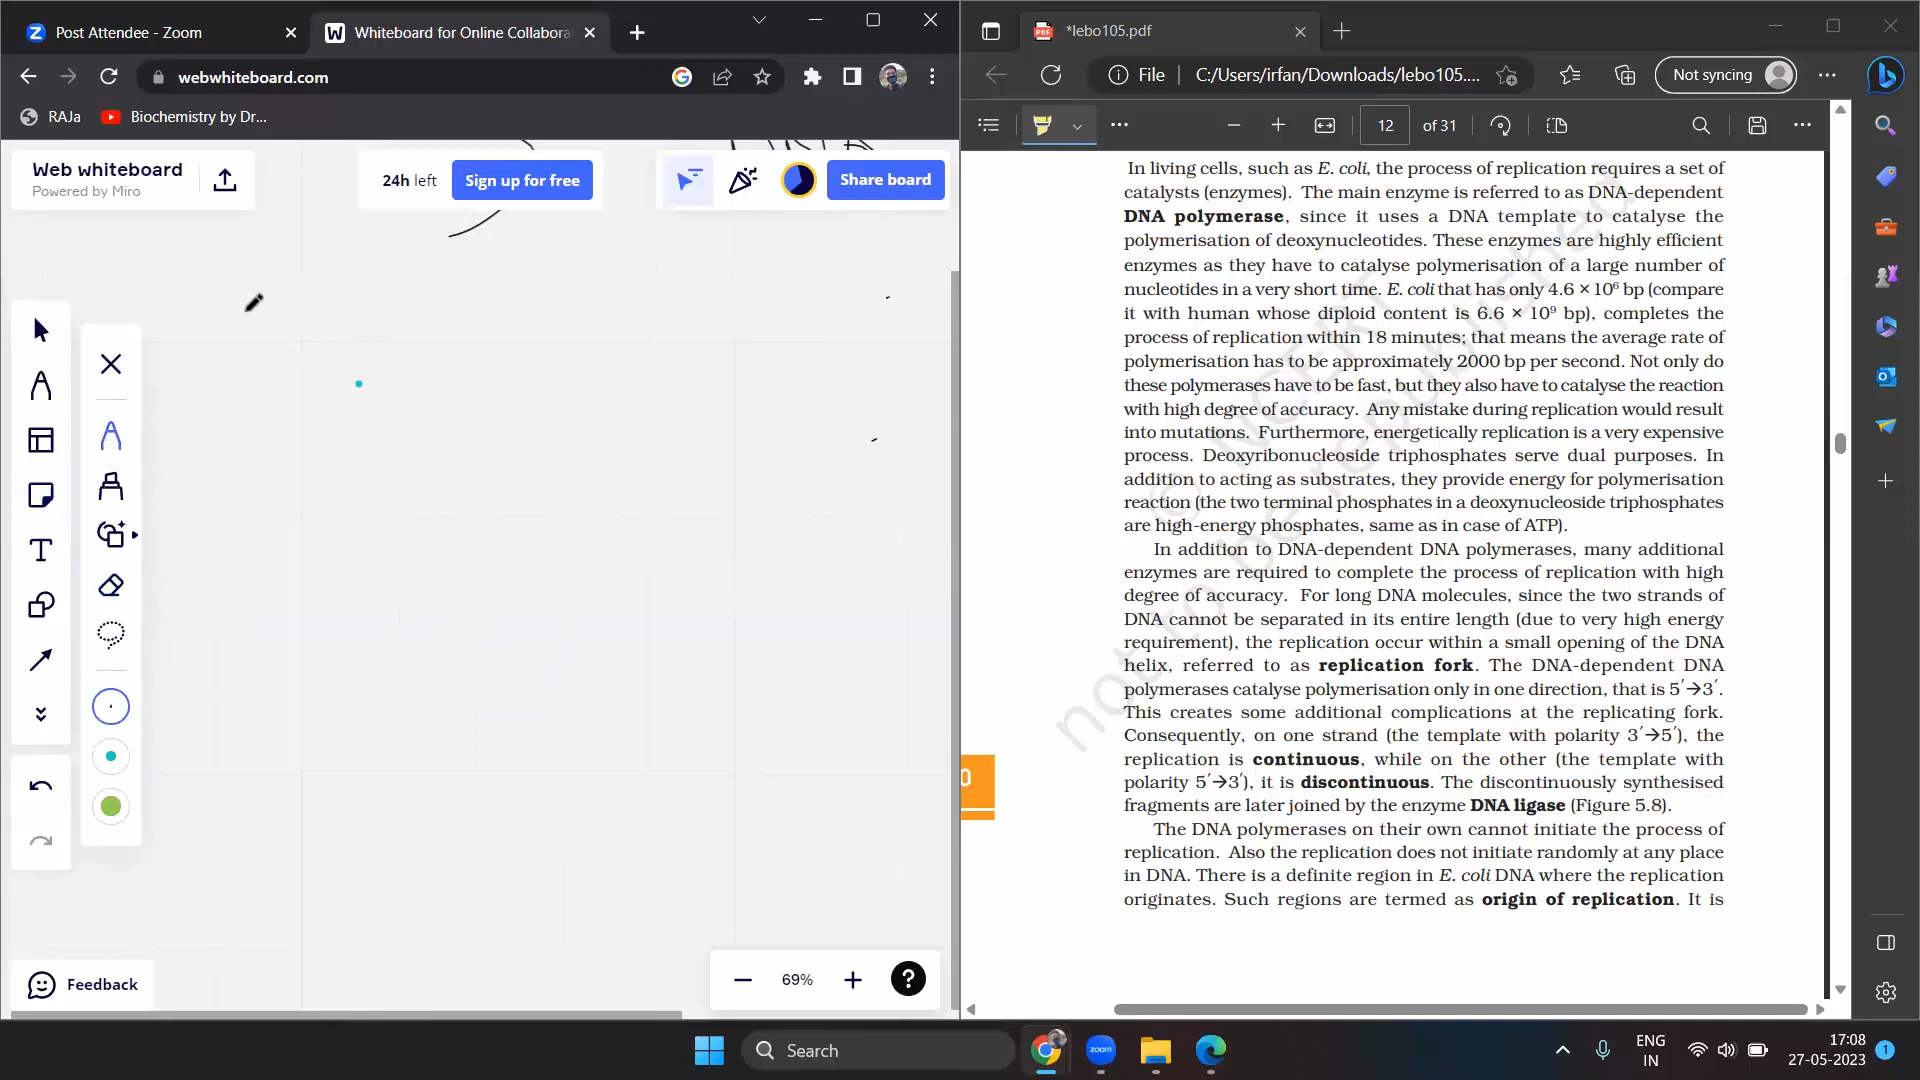 Post Attendee - Zoom
Whiteboard for Online Collabora
*lebo105.pdf
webwhiteboard.com
File
C:/Users/irfan/Downloads/lebo105....
Not syncing
RAJa
Biochemistry by Dr...
12
of 31
Web whiteboard
Powered by Miro
24h left
Sign up for free
Share board
In living cells, such as E. coli, the process of replication requires a set of
catalysts (enzymes). The main enzyme is referred to as DNA-dependent
DNA polymerase, since it uses a DNA template to catalyse the
polymerisation of deoxynucleotides. These enzymes are highly efficient
enzymes as they have to catalyse polymerisation of a large number of
nucleotides in a very short time. E. coli that has only 4.6 × 10⁶ bp (compare
it with human whose diploid content is 6.6 × 10⁹ bp), completes the
process of replication within 18 minutes; that means the average rate of
polymerisation has to be approximately 2000 bp per second. Not only do
these polymerases have to be fast, but they also have to catalyse the reaction
with high degree of accuracy. Any mistake during replication would result
into mutations. Furthermore, energetically replication is a very expensive
process. Deoxyribonucleoside triphosphates serve dual purposes. In
addition to acting as substrates, they provide energy for polymerisation
reaction (the two terminal phosphates in a deoxynucleoside triphosphates
are high-energy phosphates, same as in case of ATP).
In addition to DNA-dependent DNA polymerases, many additional
enzymes are required to complete the process of replication with high
degree of accuracy. For long DNA molecules, since the two strands of
DNA cannot be separated in its entire length (due to very high energy
requirement), the replication occur within a small opening of the DNA
helix, referred to as replication fork. The DNA-dependent DNA
polymerases catalyse polymerisation only in one direction, that is 5′→3′.
This creates some additional complications at the replicating fork.
Consequently, on one strand (the template with polarity 3′→5′), the
replication is continuous, while on the other (the template with
polarity 5′→3′), it is discontinuous. The discontinuously synthesised
fragments are later joined by the enzyme DNA ligase (Figure 5.8).
The DNA polymerases on their own cannot initiate the process of
replication. Also the replication does not initiate randomly at any place
in DNA. There is a definite region in E. coli DNA where the replication
originates. Such regions are termed as origin of replication. It is
© NCERT
not to be republished
0
T
Feedback
69%
?
Search
zoom
ENG
IN
17:08
27-05-2023
1